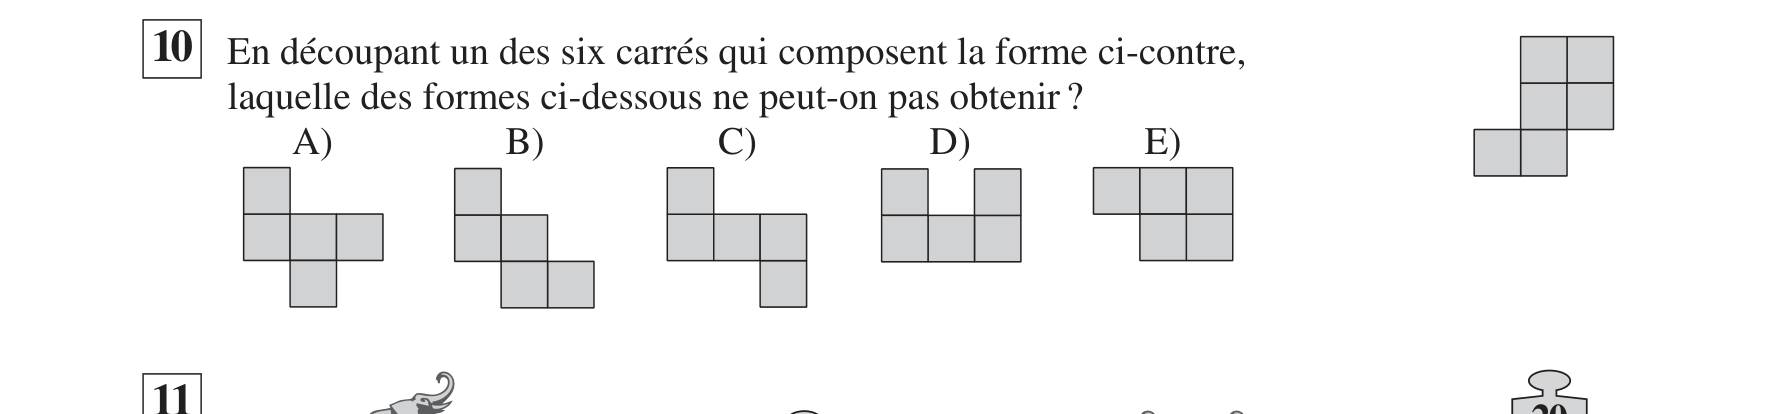 10 En découpant un des six carrés qui composent la forme ci-contre,
laquelle des formes ci-dessous ne peut-on pas obtenir ?
A) B) C) D) E)
11
20